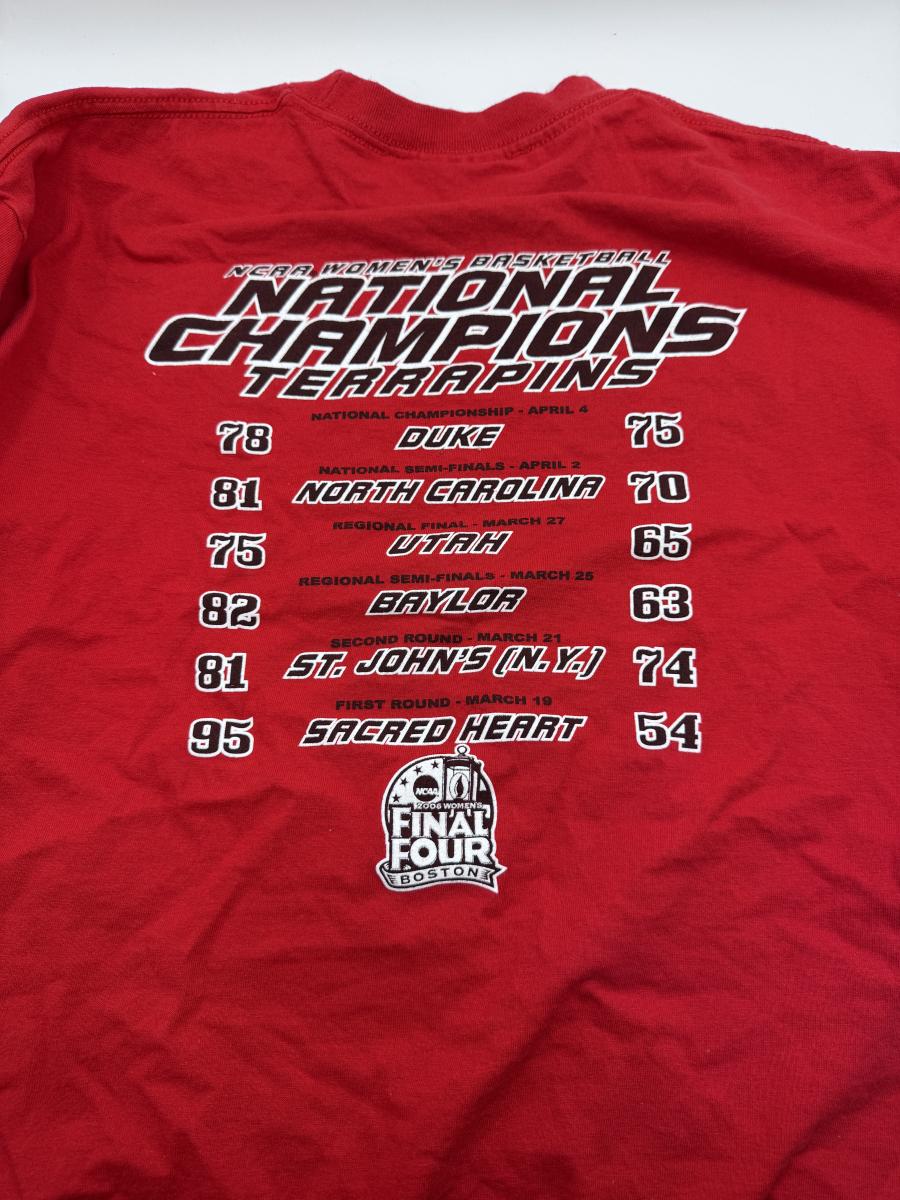 NCAA WOMEN'S BASKETBALL
NATIONAL
CHAMPIONS
TERRAPINS
NATIONAL CHAMPIONSHIP - APRIL 4
78 DUKE 75
NATIONAL SEMI-FINALS - APRIL 2
81 NORTH CAROLINA 70
REGIONAL FINAL - MARCH 27
75 UTAH 65
REGIONAL SEMI-FINALS - MARCH 25
82 BAYLOR 63
SECOND ROUND - MARCH 21
81 ST. JOHN'S (N.Y.) 74
FIRST ROUND - MARCH 19
95 SACRED HEART 54
NCAA
2006 WOMEN'S
FINAL
FOUR
BOSTON